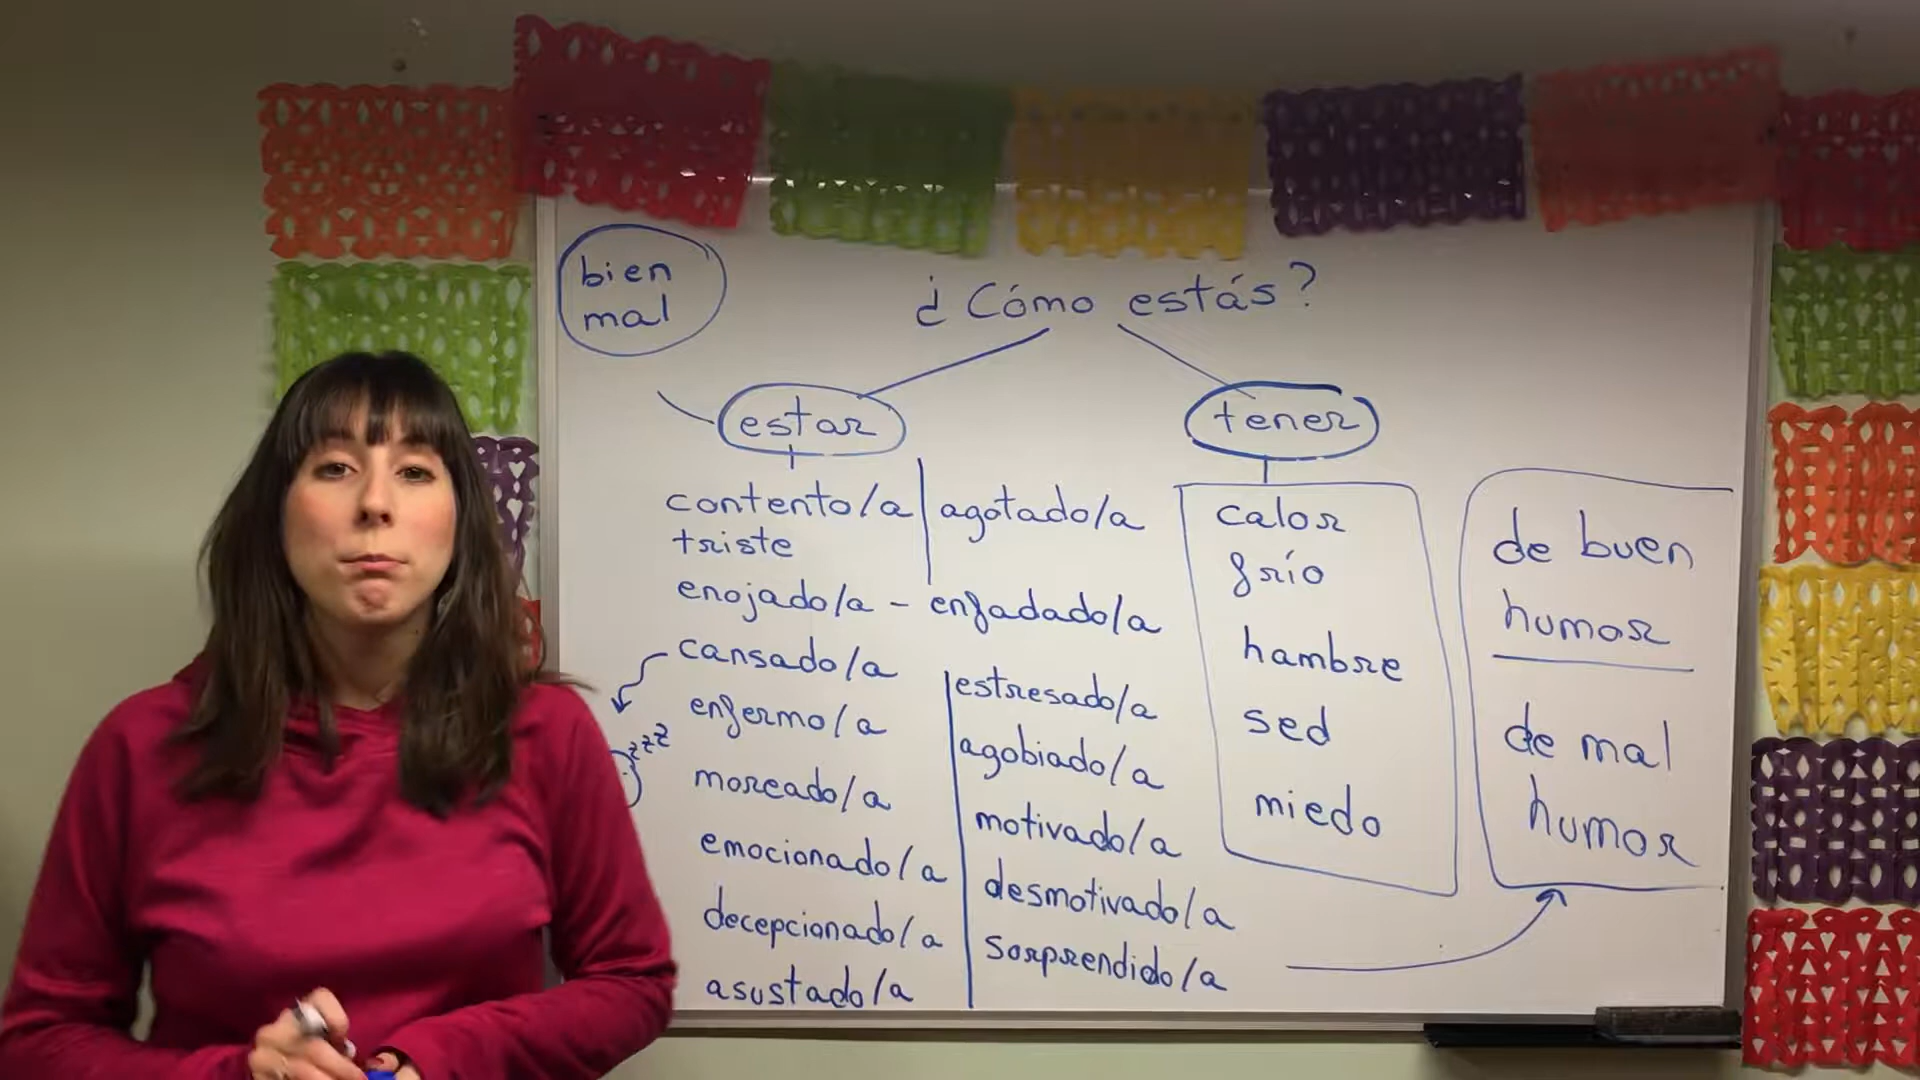 bien
mal
¿Cómo estás?
estar
contento/a
agotado/a
triste
enojado/a - enfadado/a
cansado/a
zzz
enfermo/a
moreado/a
emocionado/a
decepcionado/a
asustado/a
estresado/a
agobiado/a
motivado/a
desmotivado/a
sorprendido/a
tener
calor
frío
hambre
sed
miedo
de buen
humor
de mal
humor